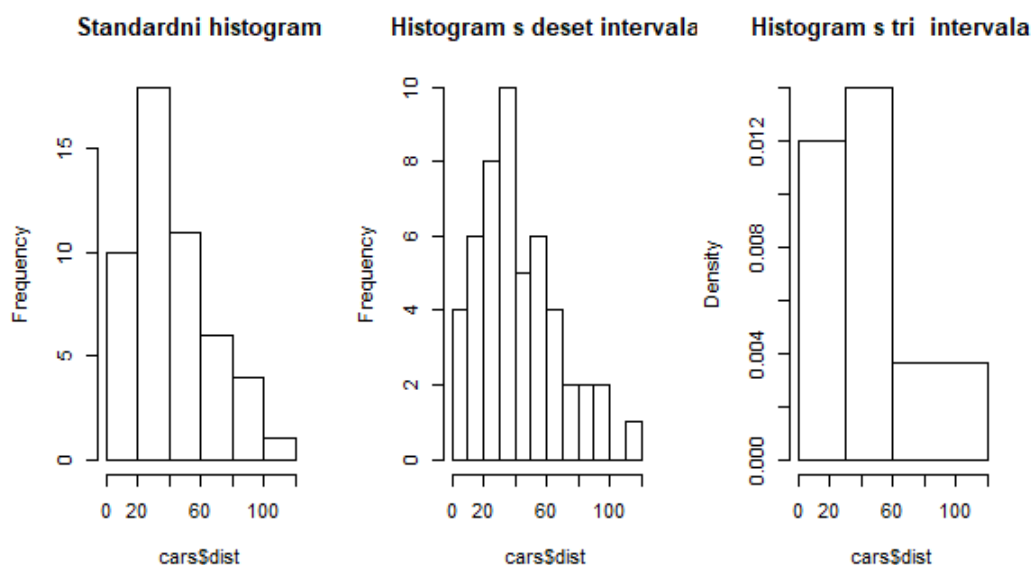 Standardni histogram
Histogram s deset intervala
Histogram s tri  intervala
Frequency
0
5
10
15
0 20 60 100
cars$dist
Frequency
0
2
4
6
8
10
0 20 60 100
cars$dist
Density
0.000
0.004
0.008
0.012
0 20 60 100
cars$dist